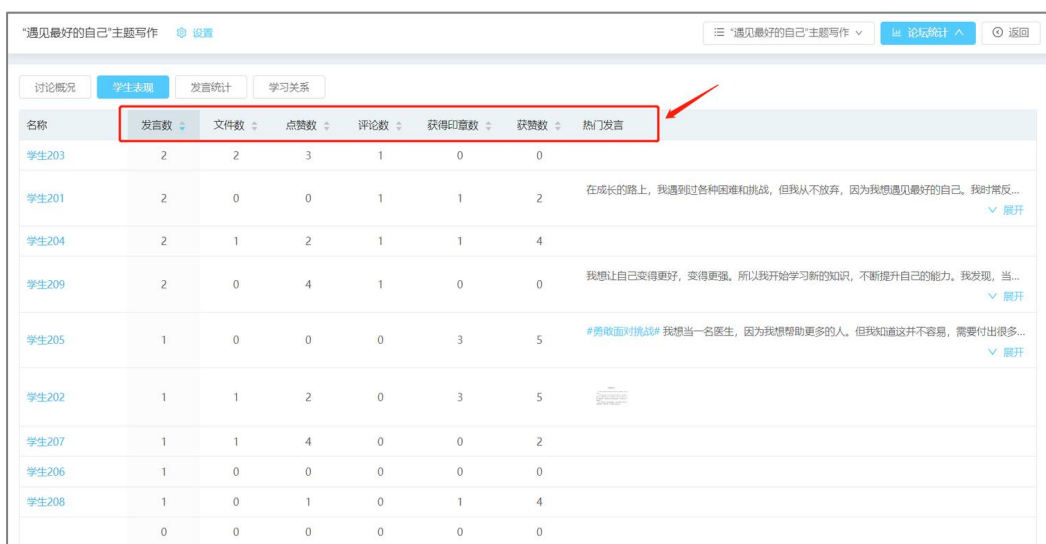 “遇见最好的自己”主题写作 设置 “遇见最好的自己”主题写作 论坛统计 返回
讨论概况 学生表现 发言统计 学习关系
名称 发言数 文件数 点赞数 评论数 获得印章数 获赞数 热门发言
学生203 2 2 3 1 0 0
学生201 2 0 0 1 1 2 在成长的路上，我遇到过各种困难和挑战，但我从不放弃，因为我想遇见最好的自己。我时常反...
展开
学生204 2 1 2 1 1 4
学生209 2 0 4 1 0 0 我想让自己变得更好，变得更强。所以我开始学习新的知识，不断提升自己的能力。我发现，当...
展开
学生205 1 0 0 0 3 5 #勇敢面对挑战# 我想当一名医生，因为我想帮助更多的人。但我知道这并不容易，需要付出很多...
展开
学生202 1 1 2 0 3 5
学生207 1 1 4 0 0 2
学生206 1 0 0 0 0 0
学生208 1 0 1 0 1 4
0 0 0 0 0 0